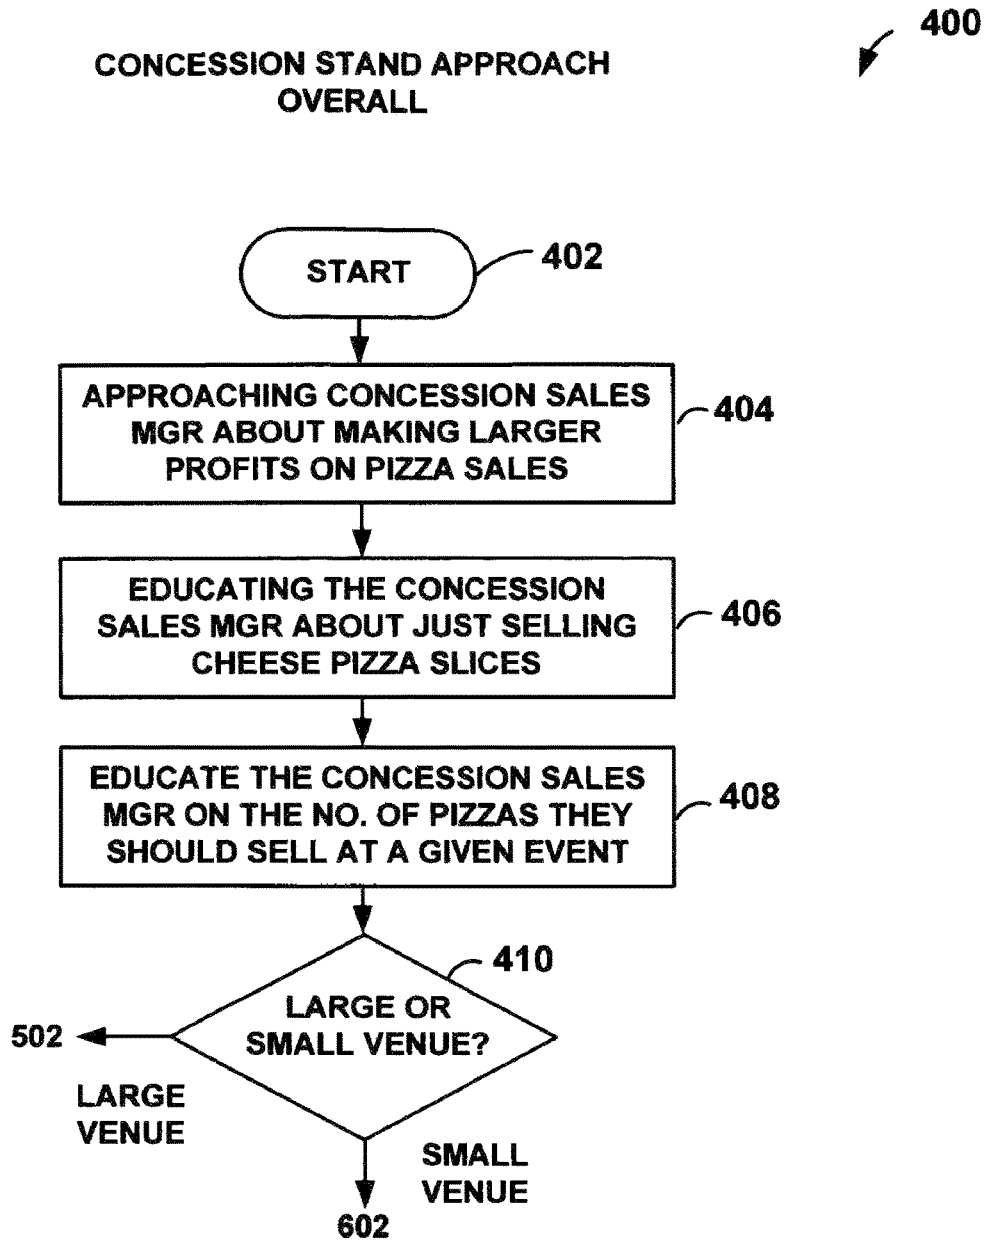 400
CONCESSION STAND APPROACH
OVERALL
START
402
APPROACHING CONCESSION SALES
MGR ABOUT MAKING LARGER
PROFITS ON PIZZA SALES
404
EDUCATING THE CONCESSION
SALES MGR ABOUT JUST SELLING
CHEESE PIZZA SLICES
406
EDUCATE THE CONCESSION SALES
MGR ON THE NO. OF PIZZAS THEY
SHOULD SELL AT A GIVEN EVENT
408
410
LARGE OR
SMALL VENUE?
502
LARGE
VENUE
SMALL
VENUE
602